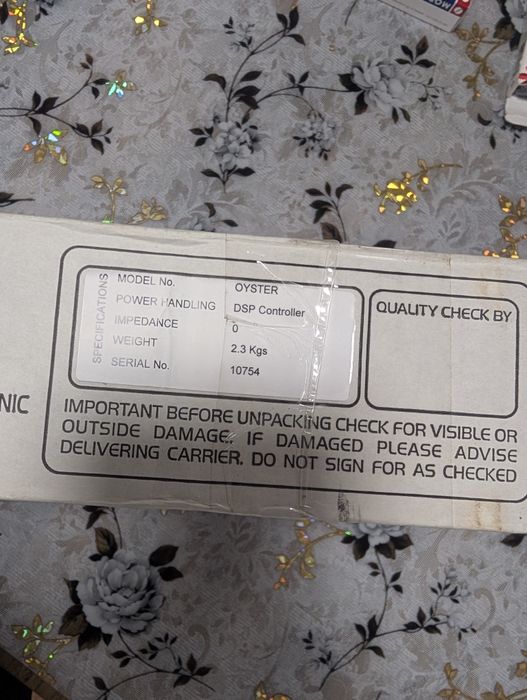 SPECIFICATIONS
MODEL No. OYSTER
POWER HANDLING DSP Controller
IMPEDANCE 0
WEIGHT 2.3 Kgs
SERIAL No. 10754
QUALITY CHECK BY
NIC
IMPORTANT BEFORE UNPACKING CHECK FOR VISIBLE OR
OUTSIDE DAMAGE. IF DAMAGED PLEASE ADVISE
DELIVERING CARRIER. DO NOT SIGN FOR AS CHECKED